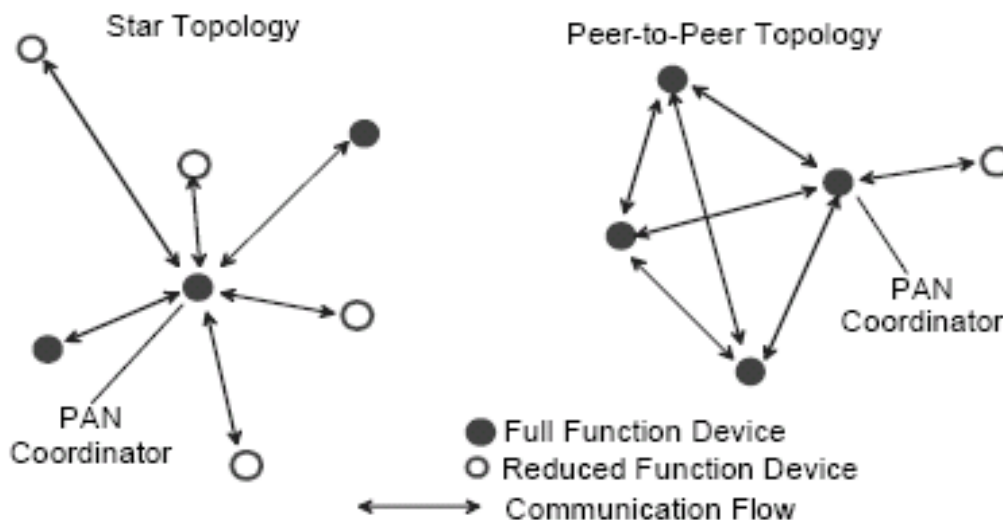 Star Topology
Peer-to-Peer Topology
PAN
Coordinator
PAN
Coordinator
Full Function Device
Reduced Function Device
Communication Flow